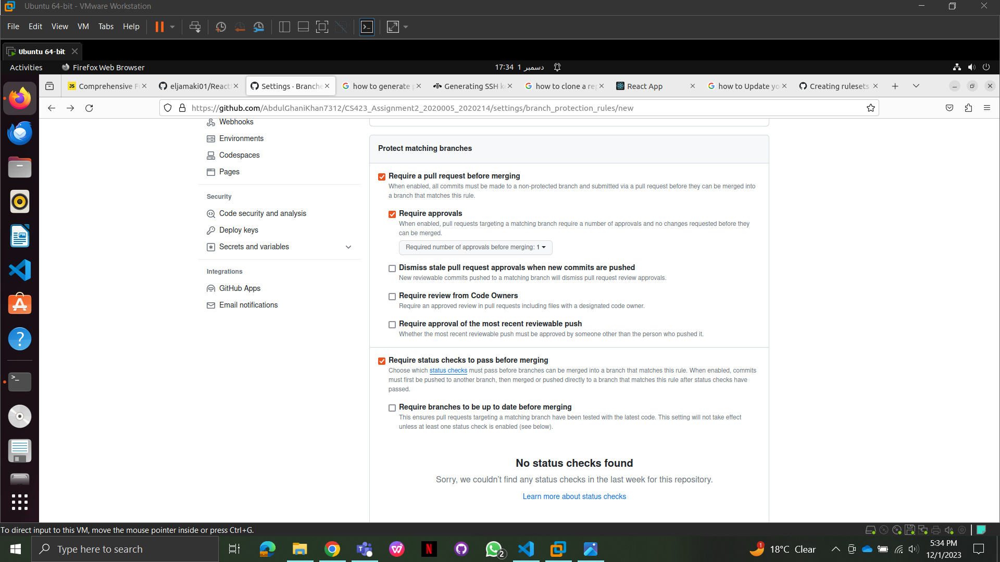 Ubuntu 64-bit - VMware Workstation
File Edit View VM Tabs Help
Ubuntu 64-bit
Activities Firefox Web Browser 17:34 1 دسمبر
Comprehensive F eljamaki01/React Settings · Branche how to generate Generating SSH k how to clone a re React App how to Update yo Creating rulesets
https://github.com/AbdulGhaniKhan7312/CS423_Assignment2_2020005_2020214/settings/branch_protection_rules/new
Webhooks
Environments
Codespaces
Pages
Security
Code security and analysis
Deploy keys
Secrets and variables
Integrations
GitHub Apps
Email notifications
Protect matching branches
Require a pull request before merging
When enabled, all commits must be made to a non-protected branch and submitted via a pull request before they can be merged into
a branch that matches this rule.
Require approvals
When enabled, pull requests targeting a matching branch require a number of approvals and no changes requested before they
can be merged.
Required number of approvals before merging: 1
Dismiss stale pull request approvals when new commits are pushed
New reviewable commits pushed to a matching branch will dismiss pull request review approvals.
Require review from Code Owners
Require an approved review in pull requests including files with a designated code owner.
Require approval of the most recent reviewable push
Whether the most recent reviewable push must be approved by someone other than the person who pushed it.
Require status checks to pass before merging
Choose which status checks must pass before branches can be merged into a branch that matches this rule. When enabled, commits
must first be pushed to another branch, then merged or pushed directly to a branch that matches this rule after status checks have
passed.
Require branches to be up to date before merging
This ensures pull requests targeting a matching branch have been tested with the latest code. This setting will not take effect
unless at least one status check is enabled (see below).
No status checks found
Sorry, we couldn't find any status checks in the last week for this repository.
Learn more about status checks
To direct input to this VM, move the mouse pointer inside or press Ctrl+G.
Type here to search
2
1
18°C Clear
5:34 PM
12/1/2023